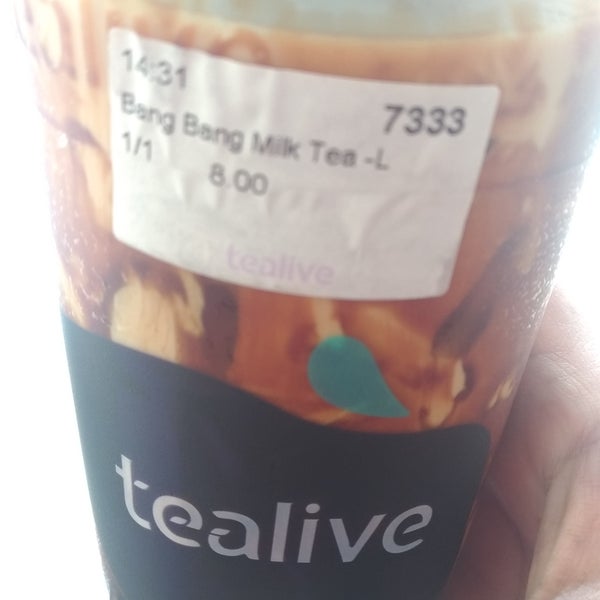 14:31
7333
Bang Bang Milk Tea -L
1/1 8.00
tealive
tealive